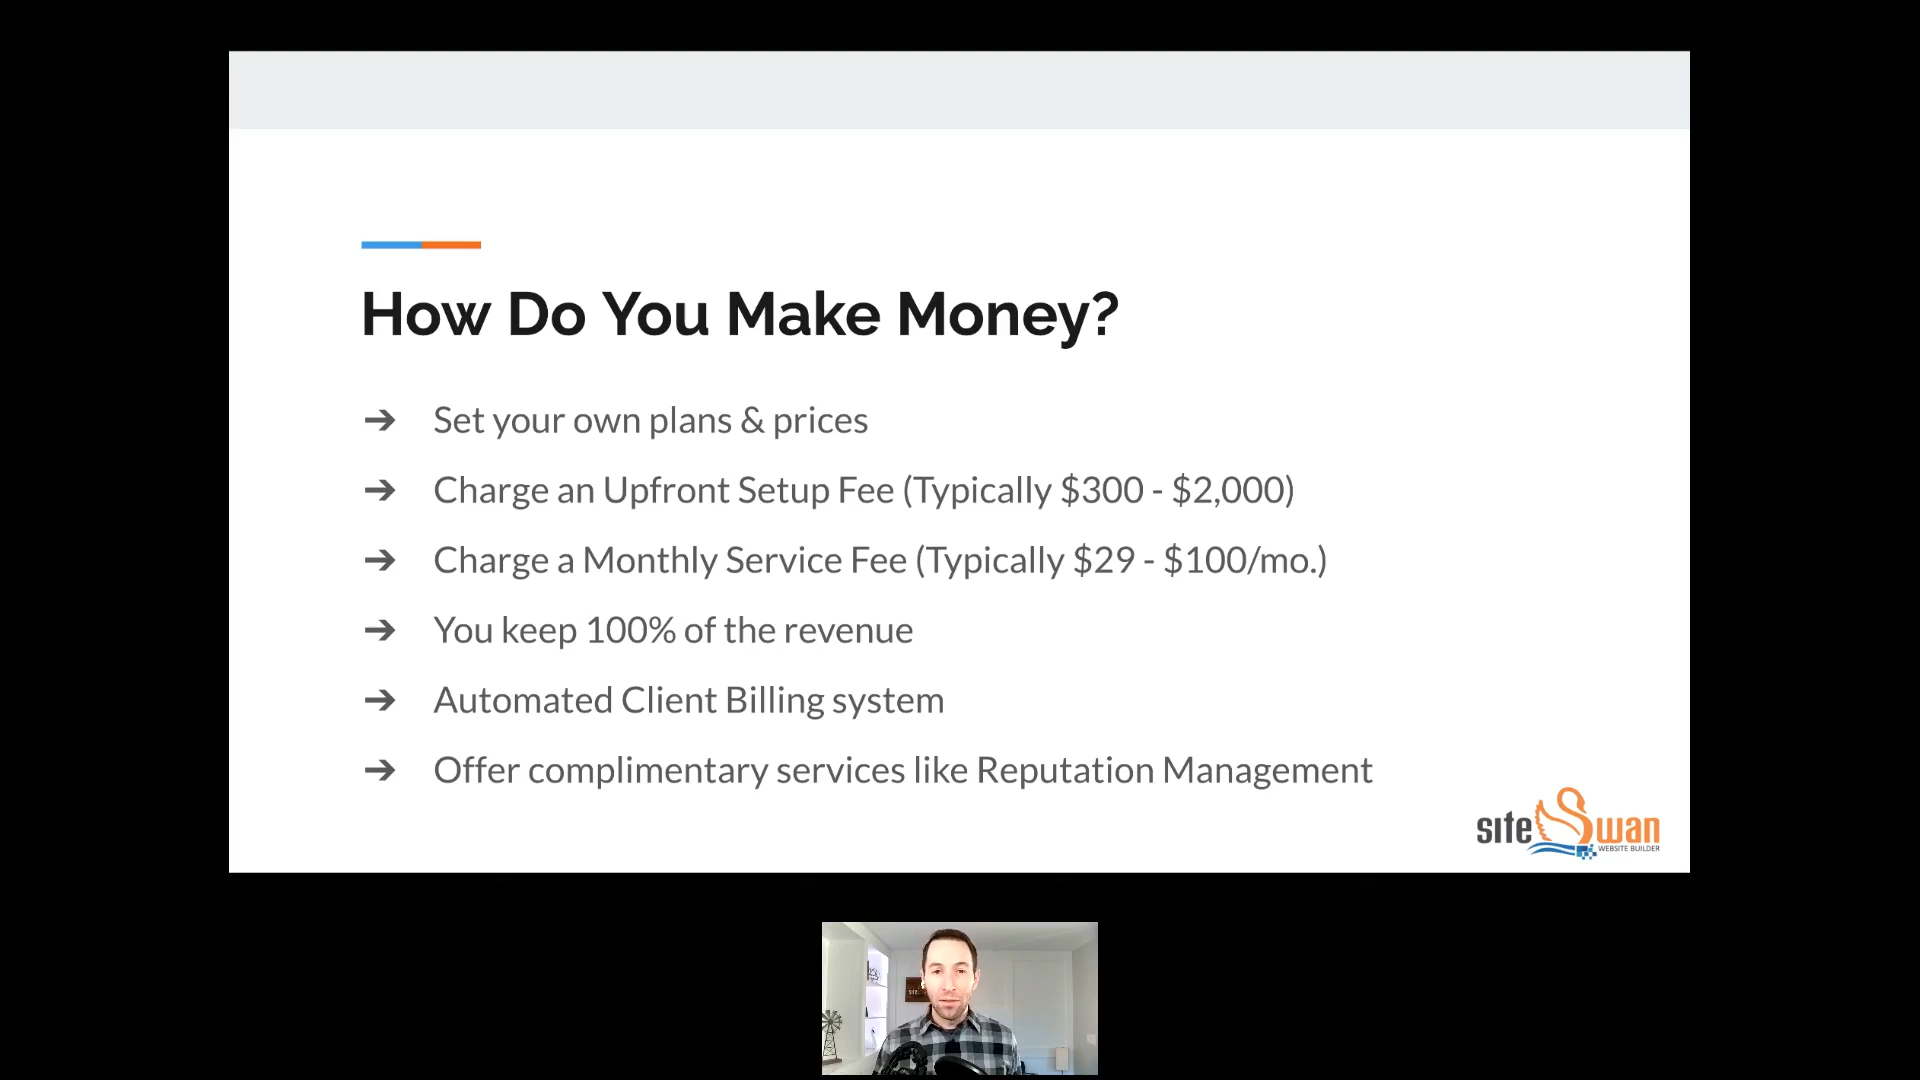 How Do You Make Money?
➔ Set your own plans & prices
➔ Charge an Upfront Setup Fee (Typically $300 - $2,000)
➔ Charge a Monthly Service Fee (Typically $29 - $100/mo.)
➔ You keep 100% of the revenue
➔ Automated Client Billing system
➔ Offer complimentary services like Reputation Management
siteSwan
WEBSITE BUILDER